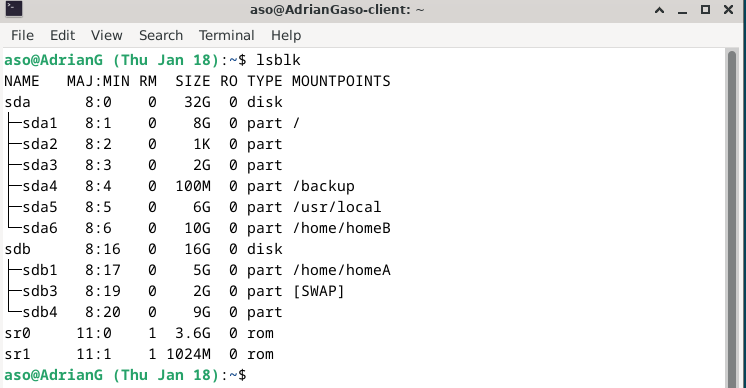 aso@AdrianGaso-client: ~
File Edit View Search Terminal Help
aso@AdrianG (Thu Jan 18):~$ lsblk
NAME   MAJ:MIN RM  SIZE RO TYPE MOUNTPOINTS
sda      8:0    0   32G  0 disk
├─sda1   8:1    0    8G  0 part /
├─sda2   8:2    0    1K  0 part
├─sda3   8:3    0    2G  0 part
├─sda4   8:4    0  100M  0 part /backup
├─sda5   8:5    0    6G  0 part /usr/local
└─sda6   8:6    0   10G  0 part /home/homeB
sdb      8:16   0   16G  0 disk
├─sdb1   8:17   0    5G  0 part /home/homeA
├─sdb3   8:19   0    2G  0 part [SWAP]
└─sdb4   8:20   0    9G  0 part
sr0     11:0    1  3.6G  0 rom
sr1     11:1    1 1024M  0 rom
aso@AdrianG (Thu Jan 18):~$